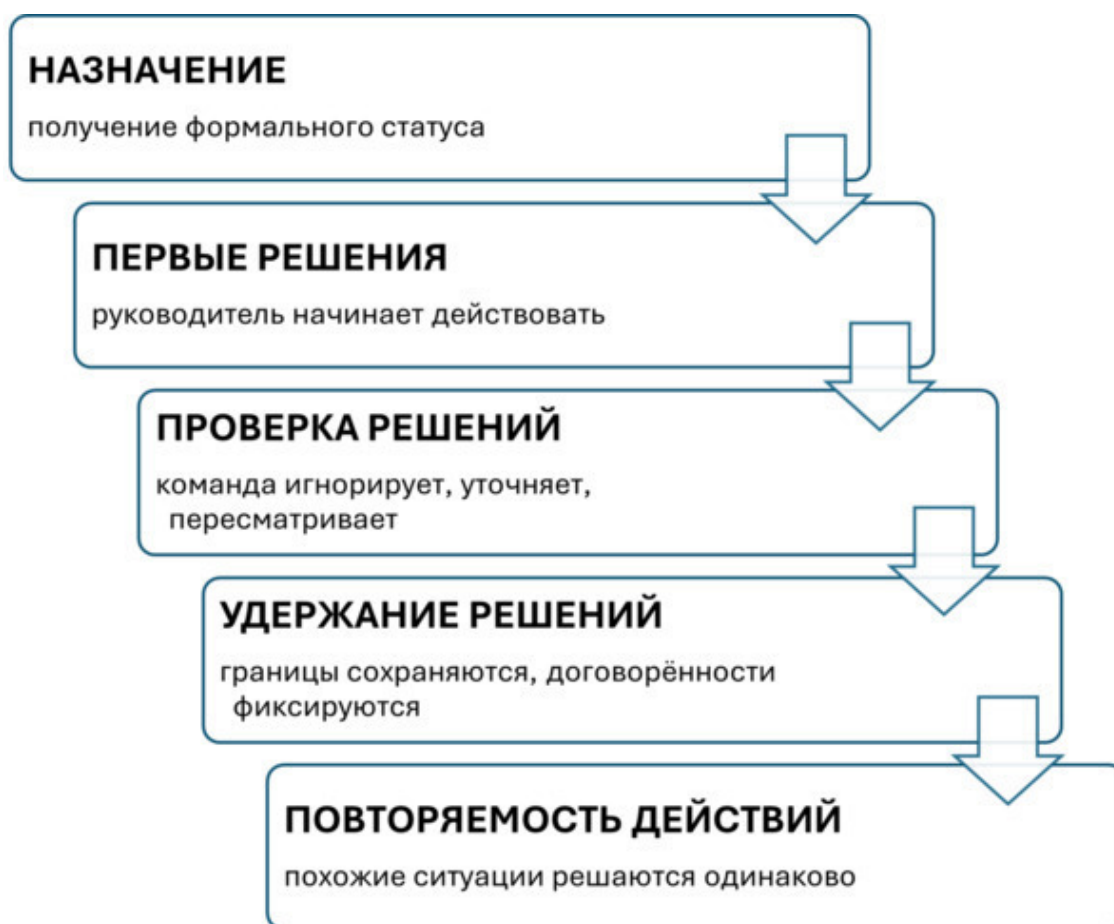 НАЗНАЧЕНИЕ
получение формального статуса
ПЕРВЫЕ РЕШЕНИЯ
руководитель начинает действовать
ПРОВЕРКА РЕШЕНИЙ
команда игнорирует, уточняет,
пересматривает
УДЕРЖАНИЕ РЕШЕНИЙ
границы сохраняются, договорённости
фиксируются
ПОВТОРЯЕМОСТЬ ДЕЙСТВИЙ
похожие ситуации решаются одинаково